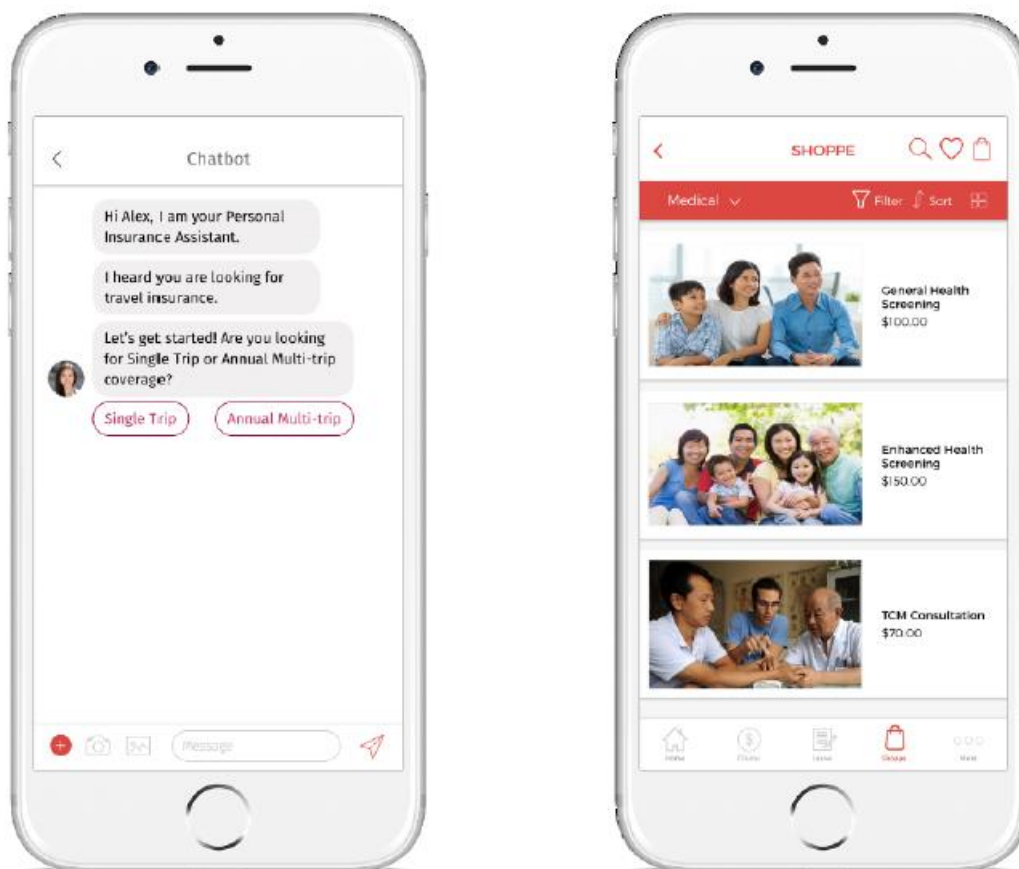 Chatbot
Hi Alex, I am your Personal
Insurance Assistant.
I heard you are looking for
travel insurance.
Let's get started! Are you looking
for Single Trip or Annual Multi-trip
coverage?
Single Trip
Annual Multi-trip
Message
SHOPPE
Medical
Filter
Sort
General Health
Screening
$100.00
Enhanced Health
Screening
$150.00
TCM Consultation
$70.00
Home
Shoppe
More